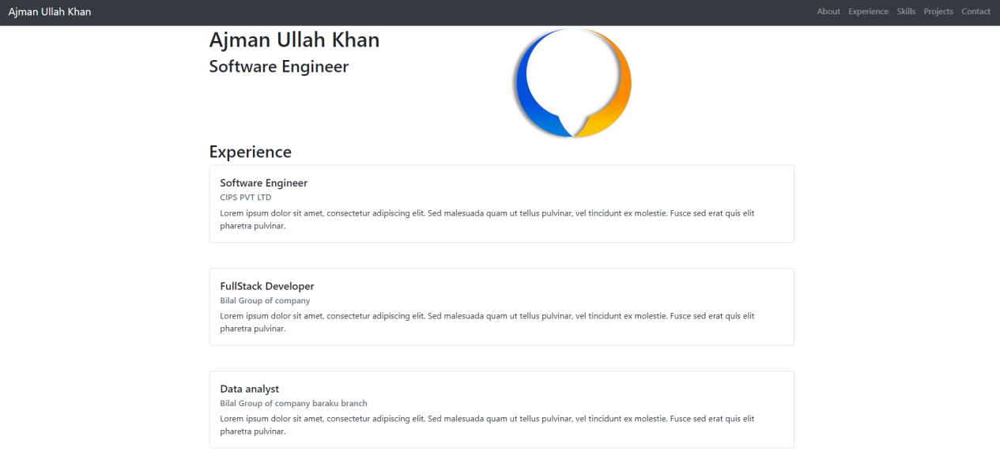 Ajman Ullah Khan
About Experience Skills Projects Contact
Ajman Ullah Khan
Software Engineer
Experience
Software Engineer
CIPS PVT LTD
Lorem ipsum dolor sit amet, consectetur adipiscing elit. Sed malesuada quam ut tellus pulvinar, vel tincidunt ex molestie. Fusce sed erat quis elit
pharetra pulvinar.
FullStack Developer
Bilal Group of company
Lorem ipsum dolor sit amet, consectetur adipiscing elit. Sed malesuada quam ut tellus pulvinar, vel tincidunt ex molestie. Fusce sed erat quis elit
pharetra pulvinar.
Data analyst
Bilal Group of company baraku branch
Lorem ipsum dolor sit amet, consectetur adipiscing elit. Sed malesuada quam ut tellus pulvinar, vel tincidunt ex molestie. Fusce sed erat quis elit
pharetra pulvinar.